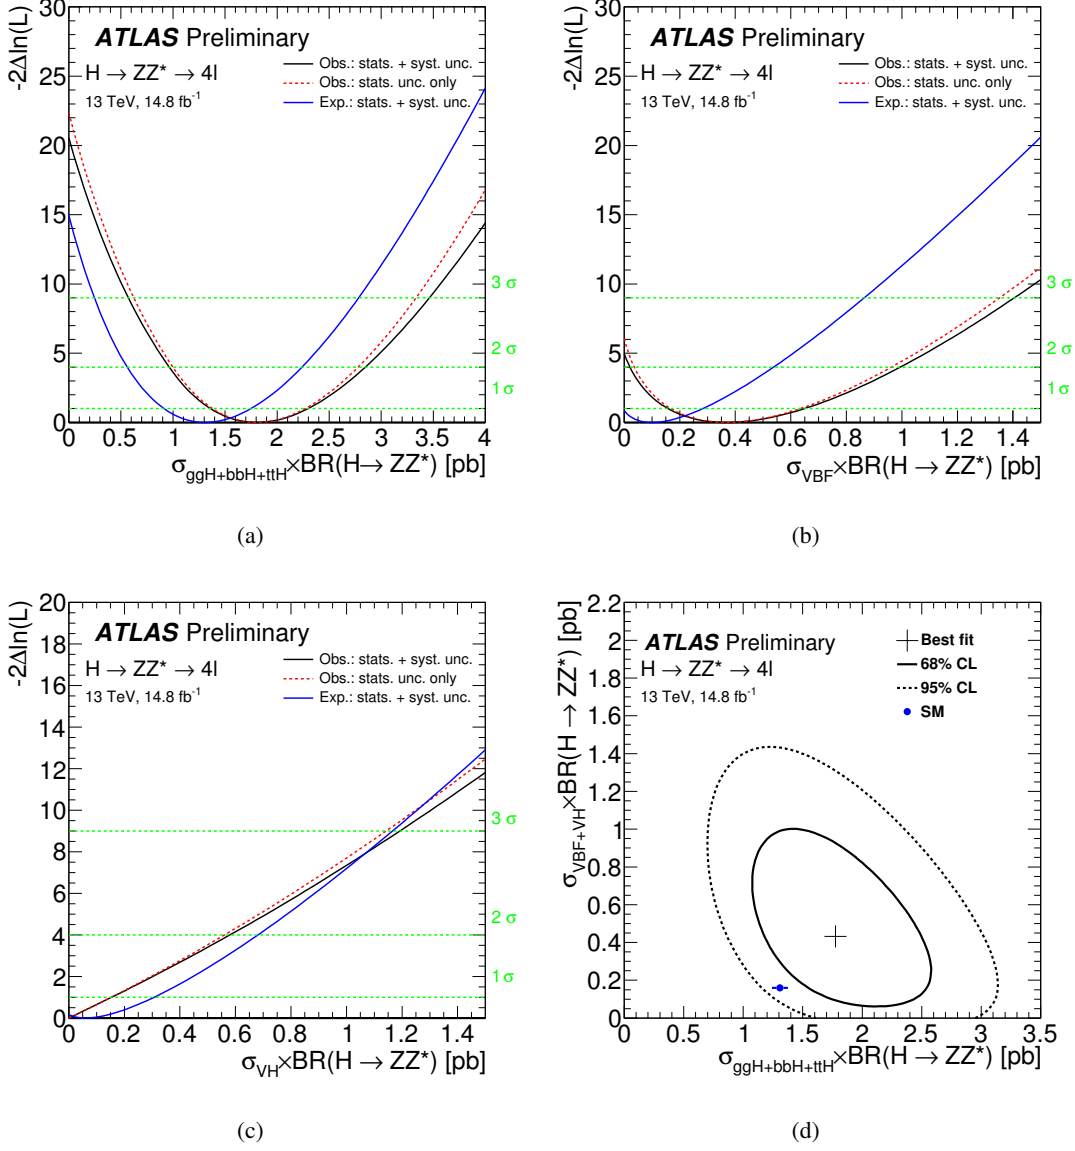 ATLAS Preliminary
H → ZZ* → 4l
13 TeV, 14.8 fb⁻¹
Obs.: stats. + syst. unc.
Obs.: stats. unc. only
Exp.: stats. + syst. unc.
-2Δln(L)
30
25
20
15
10
5
0
3 σ
2 σ
1 σ
0 0.5 1 1.5 2 2.5 3 3.5 4
σggH+bbH+ttH×BR(H→ ZZ*) [pb]
(a)
ATLAS Preliminary
H → ZZ* → 4l
13 TeV, 14.8 fb⁻¹
Obs.: stats. + syst. unc.
Obs.: stats. unc. only
Exp.: stats. + syst. unc.
-2Δln(L)
30
25
20
15
10
5
0
3 σ
2 σ
1 σ
0 0.2 0.4 0.6 0.8 1 1.2 1.4
σVBF×BR(H→ ZZ*) [pb]
(b)
ATLAS Preliminary
H → ZZ* → 4l
13 TeV, 14.8 fb⁻¹
Obs.: stats. + syst. unc.
Obs.: stats. unc. only
Exp.: stats. + syst. unc.
-2Δln(L)
20
18
16
14
12
10
8
6
4
2
0
3 σ
2 σ
1 σ
0 0.2 0.4 0.6 0.8 1 1.2 1.4
σVH×BR(H → ZZ*) [pb]
(c)
ATLAS Preliminary
H → ZZ* → 4l
13 TeV, 14.8 fb⁻¹
Best fit
68% CL
95% CL
SM
σVBF+VH×BR(H → ZZ*) [pb]
2.2
2
1.8
1.6
1.4
1.2
1
0.8
0.6
0.4
0.2
0
0 0.5 1 1.5 2 2.5 3 3.5
σggH+bbH+ttH×BR(H → ZZ*) [pb]
(d)